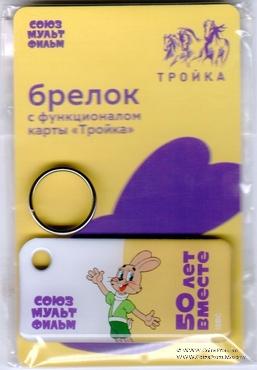 СОЮЗ
МУЛЬТ
ФИЛЬМ
ТРОЙКА
брелок
с функционалом
карты «Тройка»
СОЮЗ
МУЛЬТ
ФИЛЬМ
50 лет
вместе